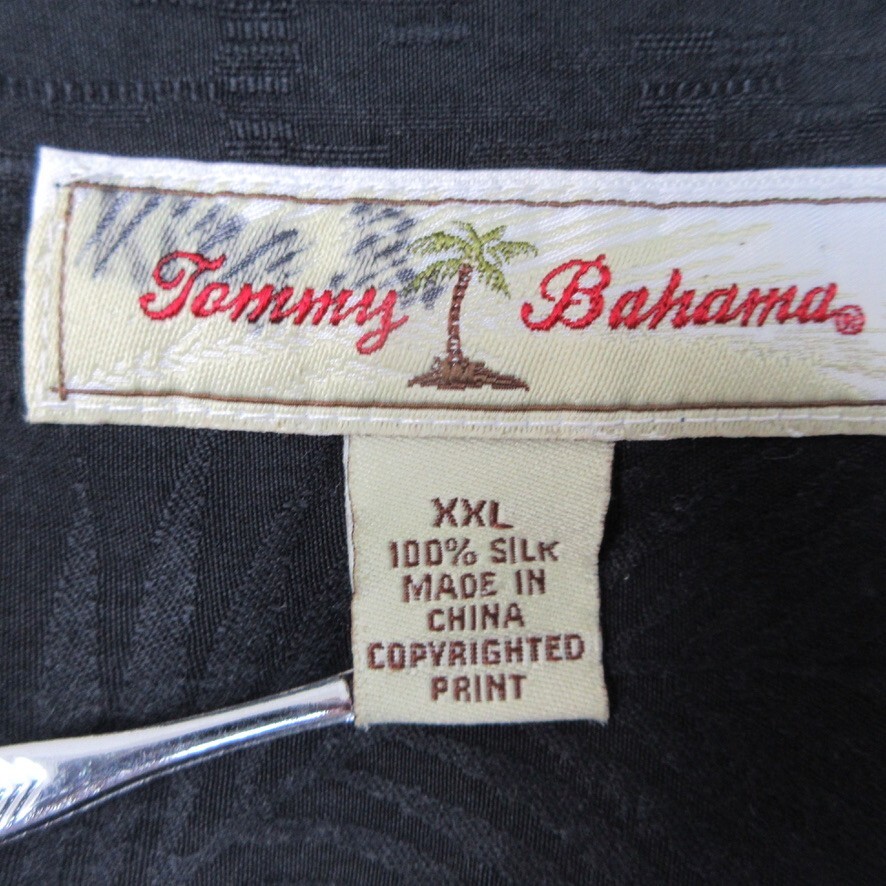 Tommy Bahama®
XXL
100% SILK
MADE IN
CHINA
COPYRIGHTED
PRINT